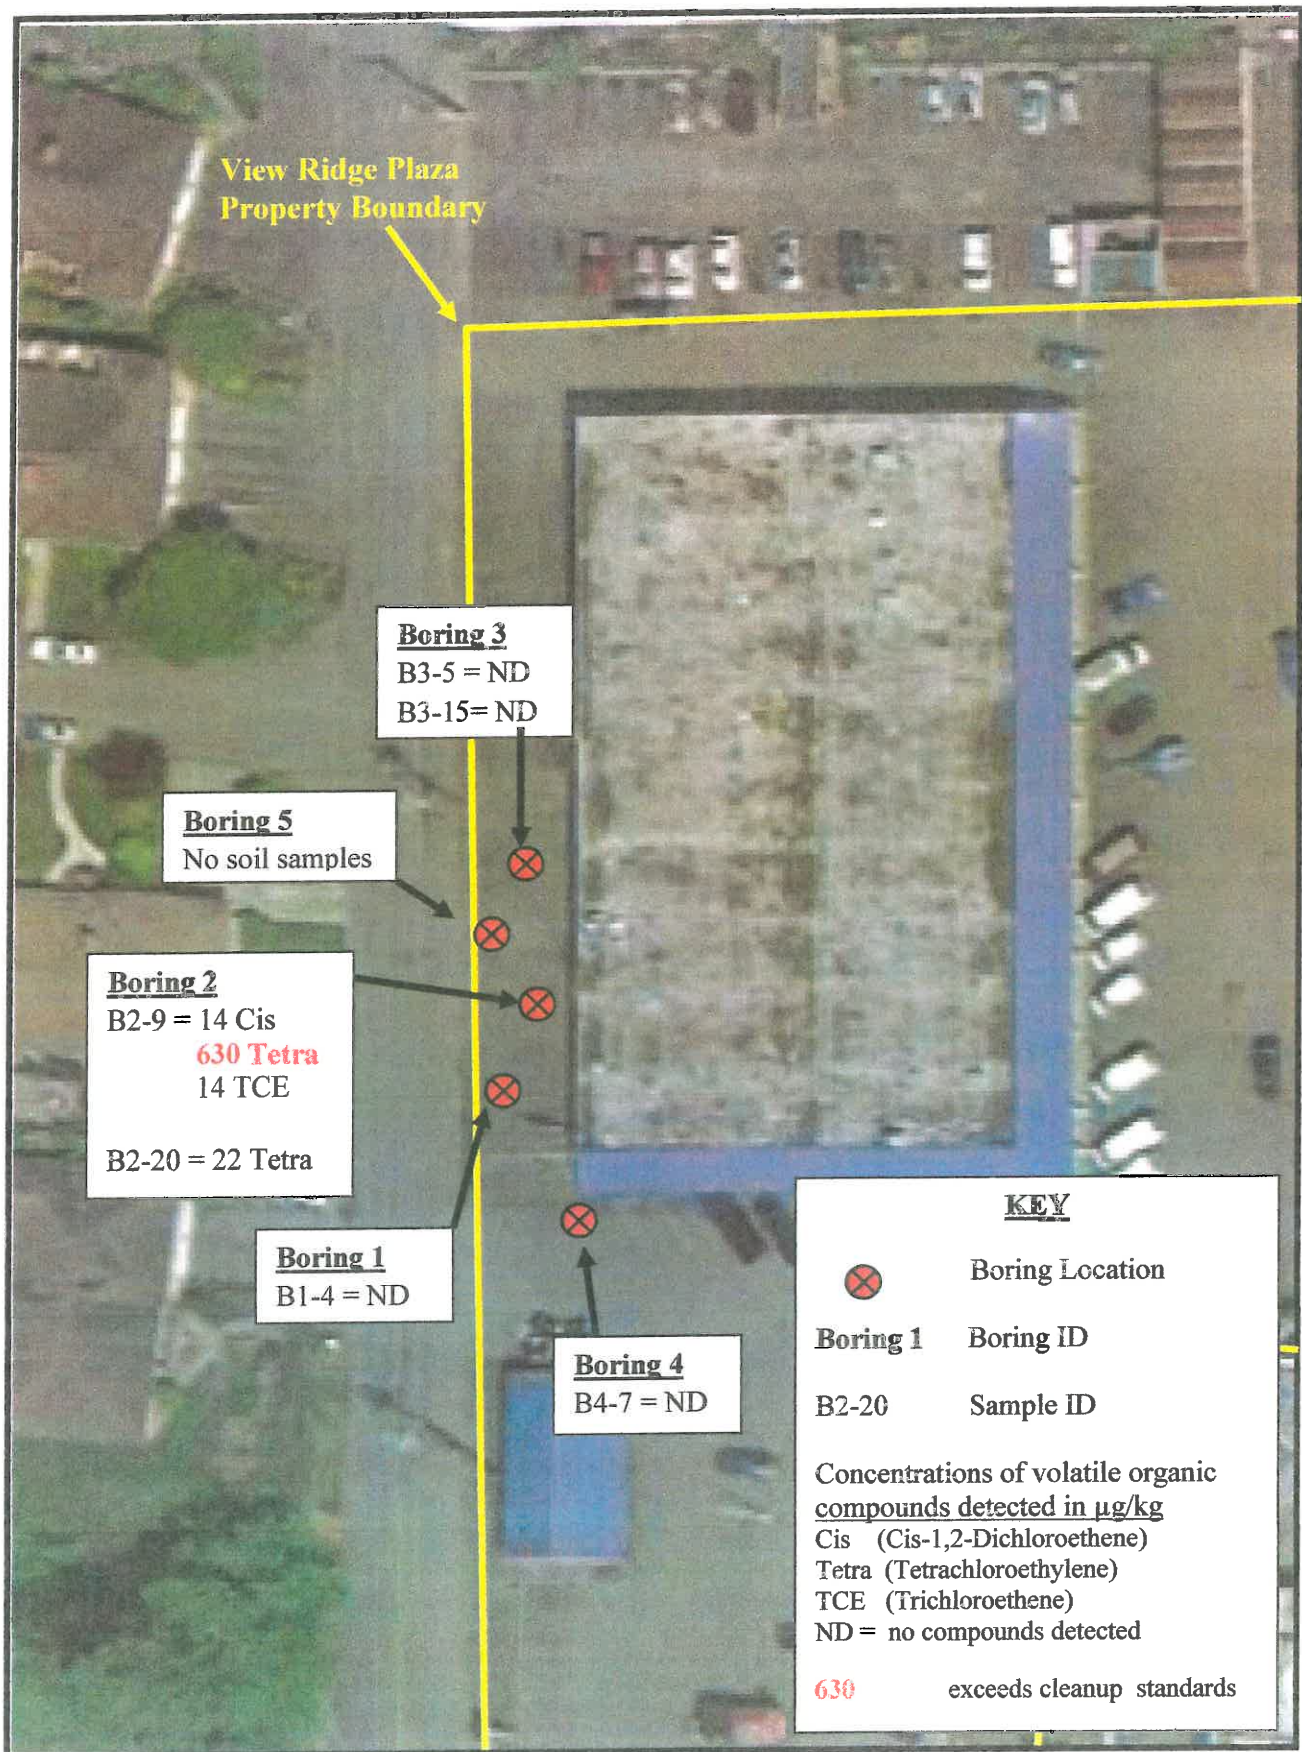 View Ridge Plaza
Property Boundary
Boring 3
B3-5 = ND
B3-15= ND
Boring 5
No soil samples
Boring 2
B2-9 = 14 Cis
630 Tetra
14 TCE
B2-20 = 22 Tetra
Boring 1
B1-4 = ND
Boring 4
B4-7 = ND
KEY
Boring Location
Boring 1 Boring ID
B2-20 Sample ID
Concentrations of volatile organic
compounds detected in µg/kg
Cis (Cis-1,2-Dichloroethene)
Tetra (Tetrachloroethylene)
TCE (Trichloroethene)
ND = no compounds detected
630 exceeds cleanup standards